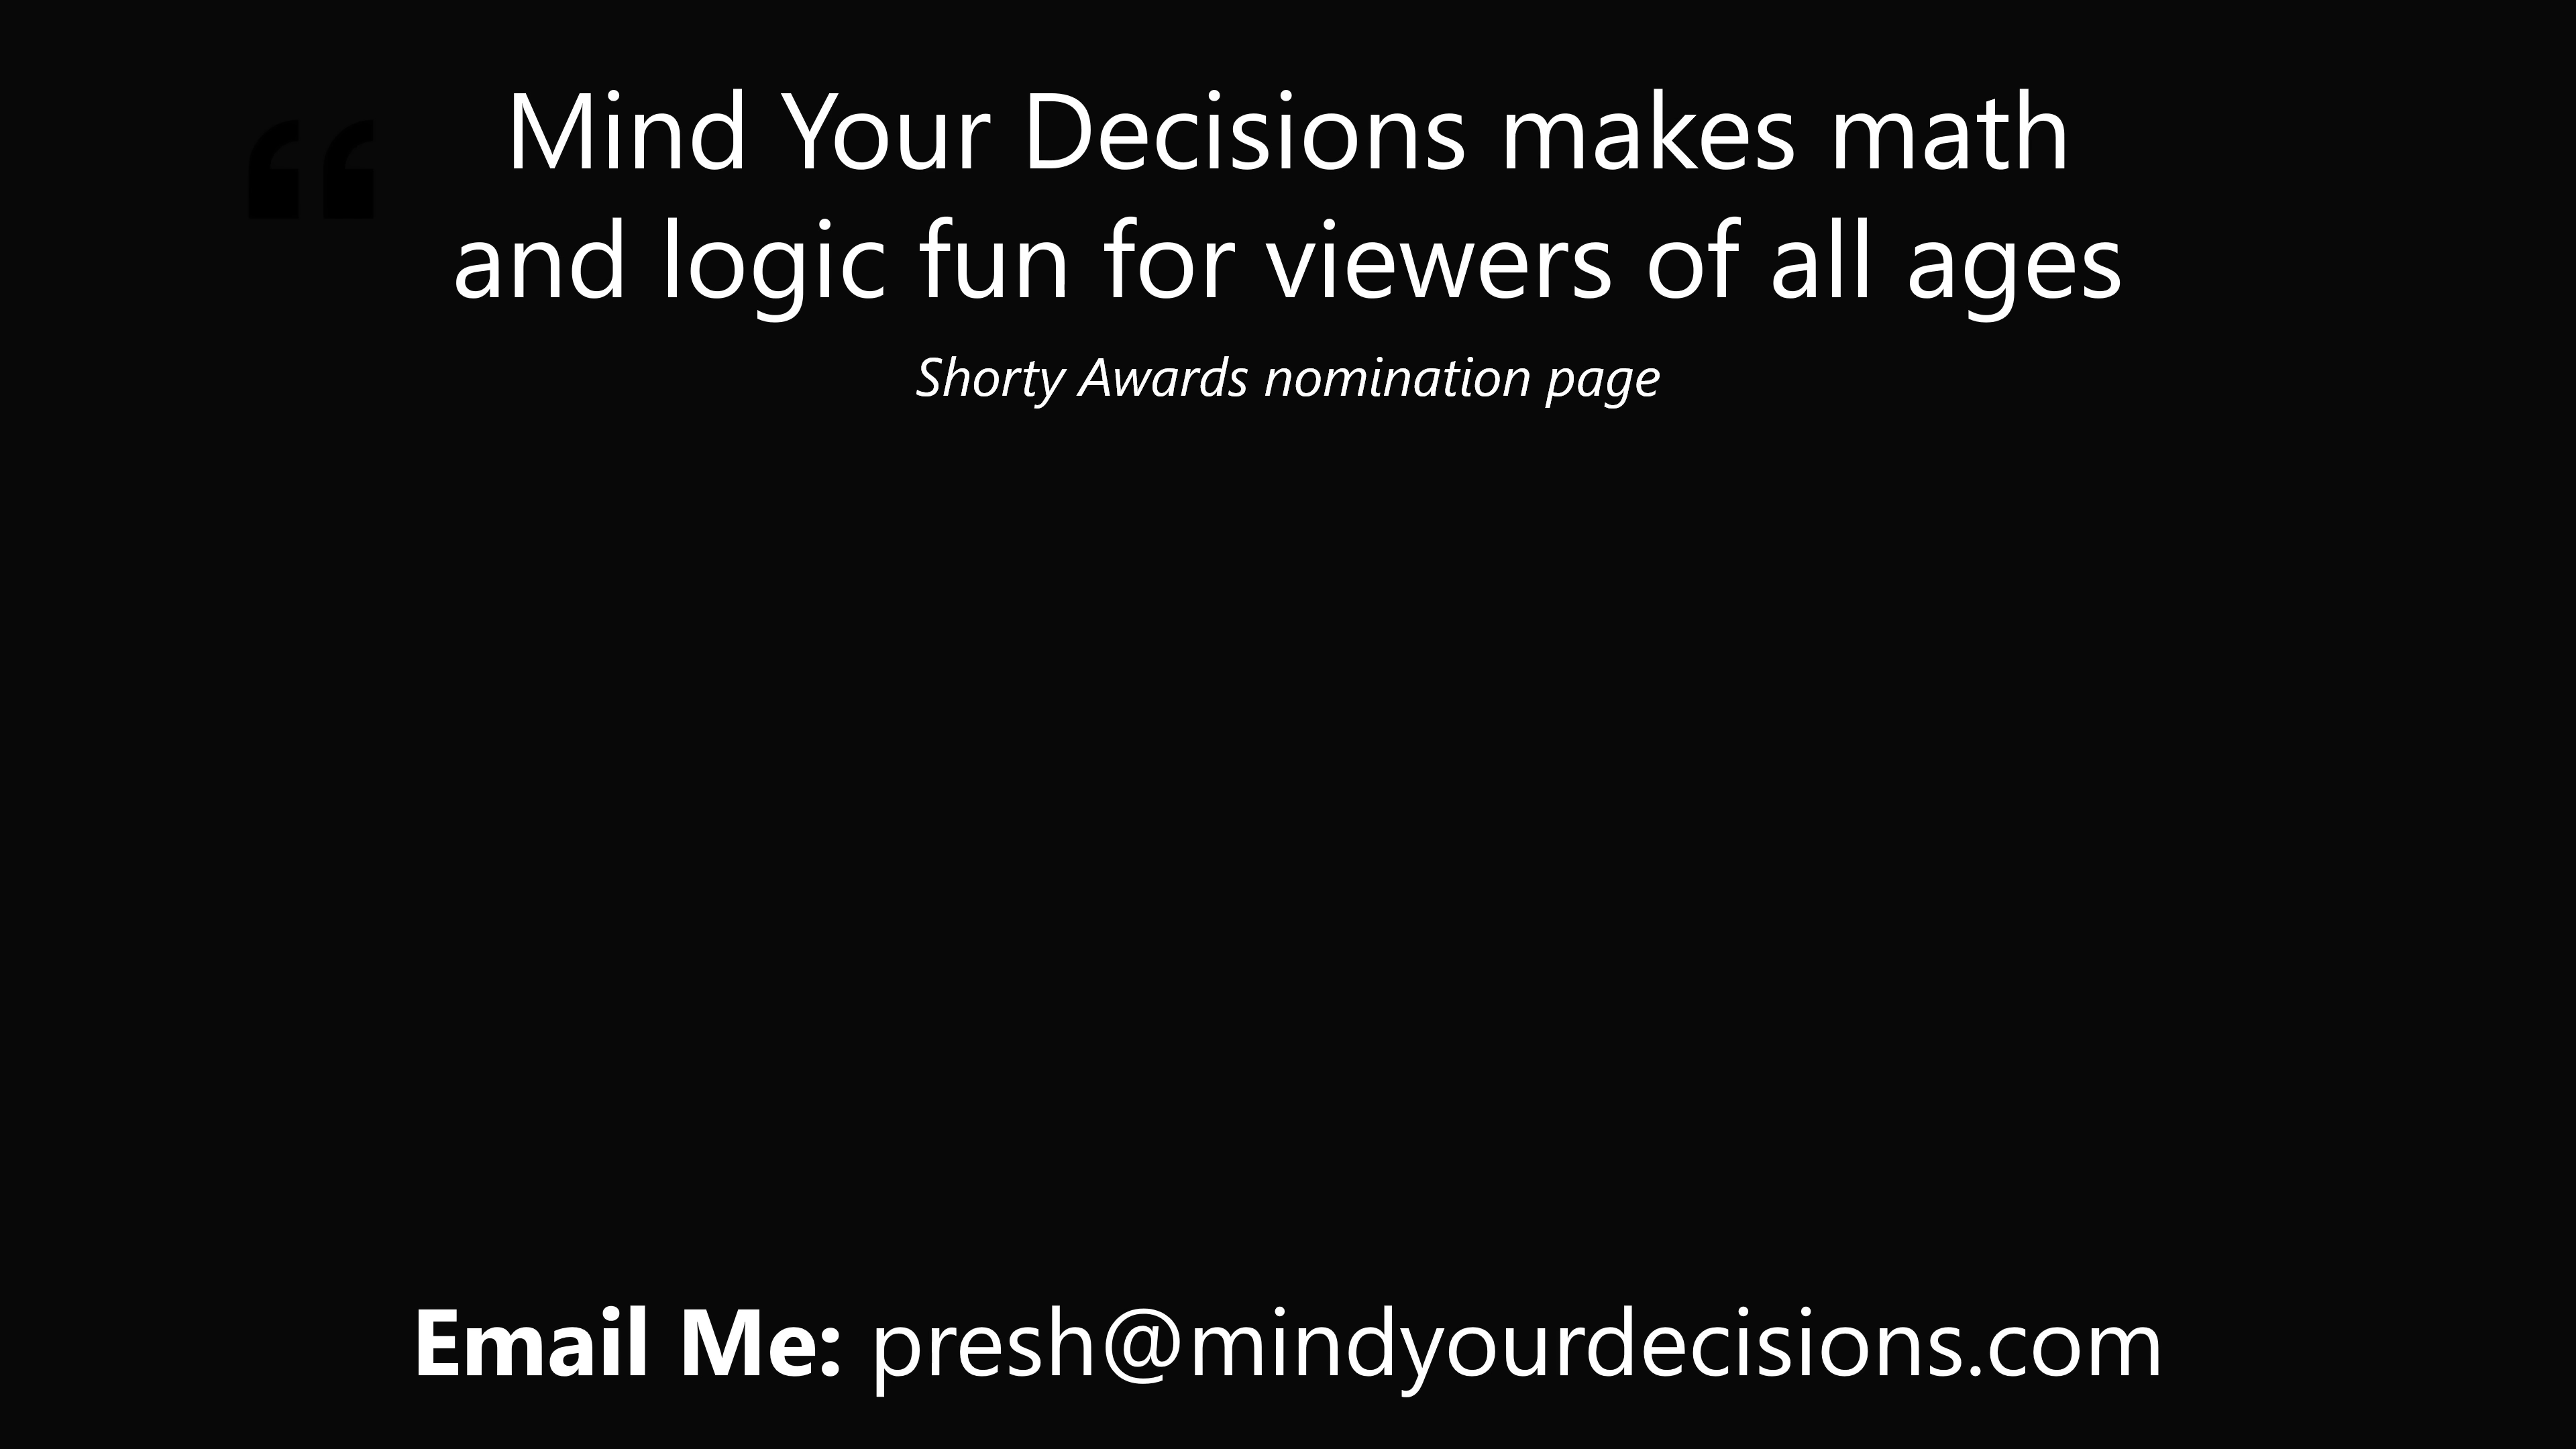 “ Mind Your Decisions makes math
and logic fun for viewers of all ages
Shorty Awards nomination page
Email Me: presh@mindyourdecisions.com